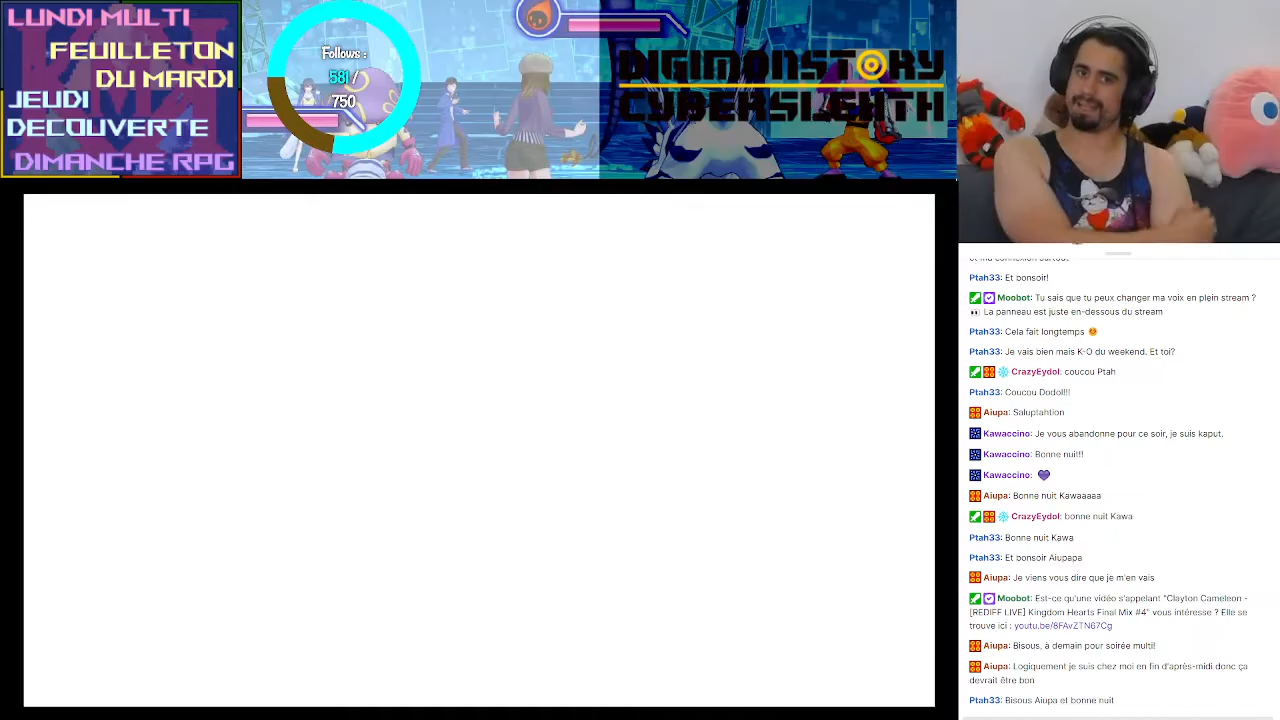 LUNDI MULTI
FEUILLETON
DU MARDI
JEUDI
DECOUVERTE
DIMANCHE RPG
Follows :
581 /
750
DIGIMONSTORY
CYBERSLEUTH
et ma connexion surtout
Ptah33: Et bonsoir!
Moobot: Tu sais que tu peux changer ma voix en plein stream ?
👀 La panneau est juste en-dessous du stream
Ptah33: Cela fait longtemps
Ptah33: Je vais bien mais K-O du weekend. Et toi?
CrazyEydol: coucou Ptah
Ptah33: Coucou Dodol!!!
Aiupa: Saluptahtion
Kawaccino: Je vous abandonne pour ce soir, je suis kaput.
Kawaccino: Bonne nuit!!
Kawaccino: 💜
Aiupa: Bonne nuit Kawaaaaa
CrazyEydol: bonne nuit Kawa
Ptah33: Bonne nuit Kawa
Ptah33: Et bonsoir Aiupapa
Aiupa: Je viens vous dire que je m'en vais
Moobot: Est-ce qu'une vidéo s'appelant "Clayton Cameleon -
[REDIFF LIVE] Kingdom Hearts Final Mix #4" vous intéresse ? Elle se
trouve ici : youtu.be/8FAvZTN67Cg
Aiupa: Bisous, à demain pour soirée multi!
Aiupa: Logiquement je suis chez moi en fin d'après-midi donc ça
devrait être bon
Ptah33: Bisous Aiupa et bonne nuit